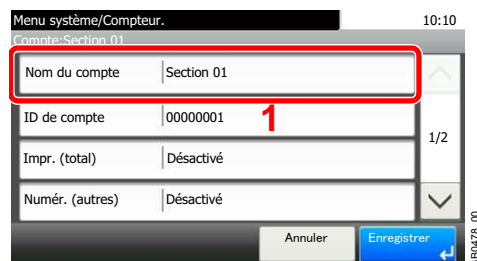 Menu système/Compteur. 10:10
Compte:Section 01
Nom du compte Section 01
ID de compte 00000001
1
1/2
Impr. (total) Désactivé
Numér. (autres) Désactivé
Annuler Enregistrer